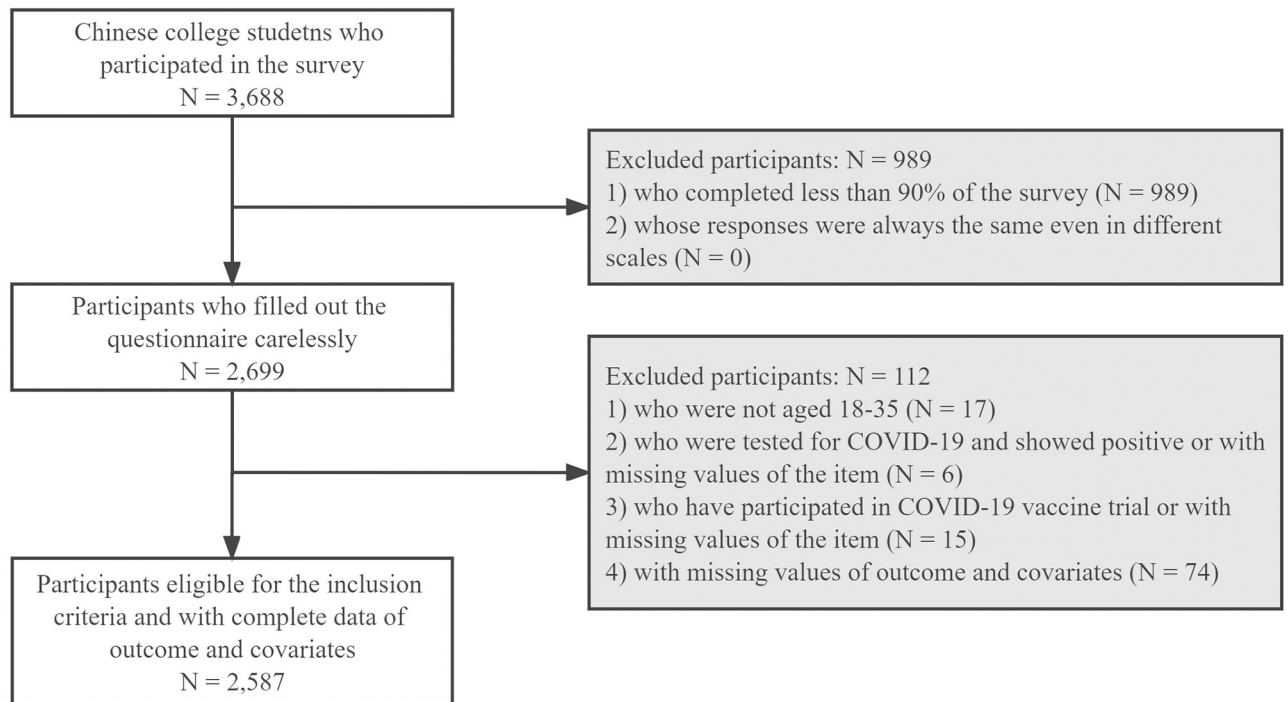 Chinese college studetns who
participated in the survey
N = 3,688
Excluded participants: N = 989
1) who completed less than 90% of the survey (N = 989)
2) whose responses were always the same even in different
scales (N = 0)
Participants who filled out the
questionnaire carelessly
N = 2,699
Excluded participants: N = 112
1) who were not aged 18-35 (N = 17)
2) who were tested for COVID-19 and showed positive or with
missing values of the item (N = 6)
3) who have participated in COVID-19 vaccine trial or with
missing values of the item (N = 15)
4) with missing values of outcome and covariates (N = 74)
Participants eligible for the inclusion
criteria and with complete data of
outcome and covariates
N = 2,587